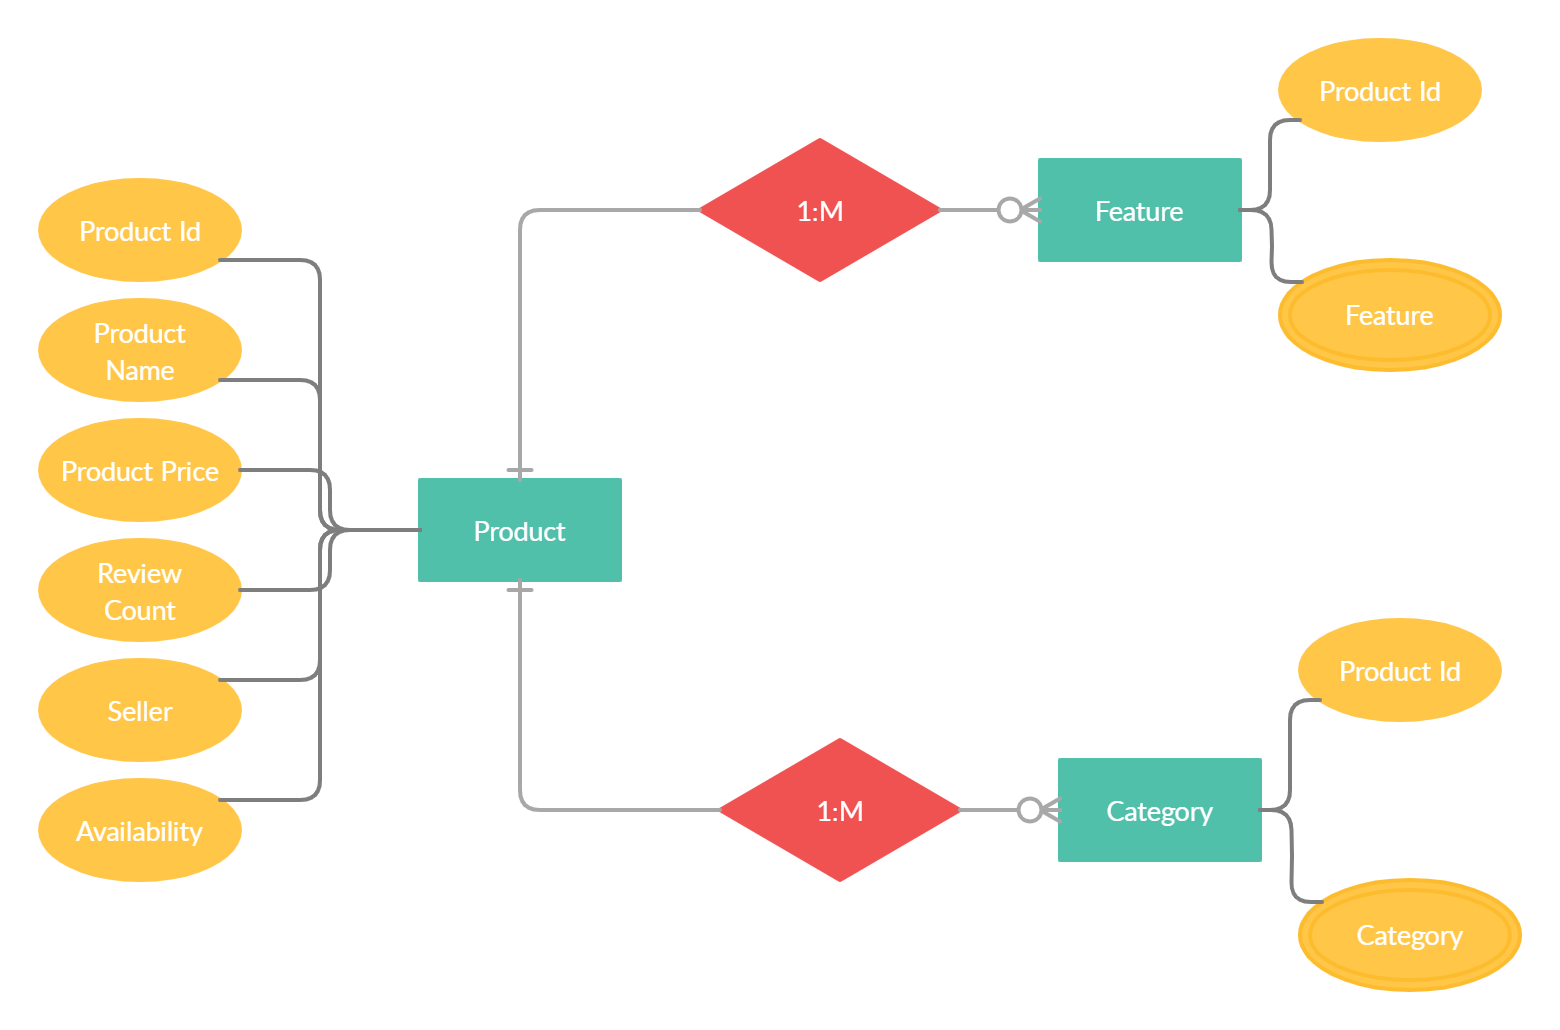 Product Id
Product
Name
Product Price
Review
Count
Seller
Availability
Product
1:M
Feature
Product Id
Feature
1:M
Category
Product Id
Category